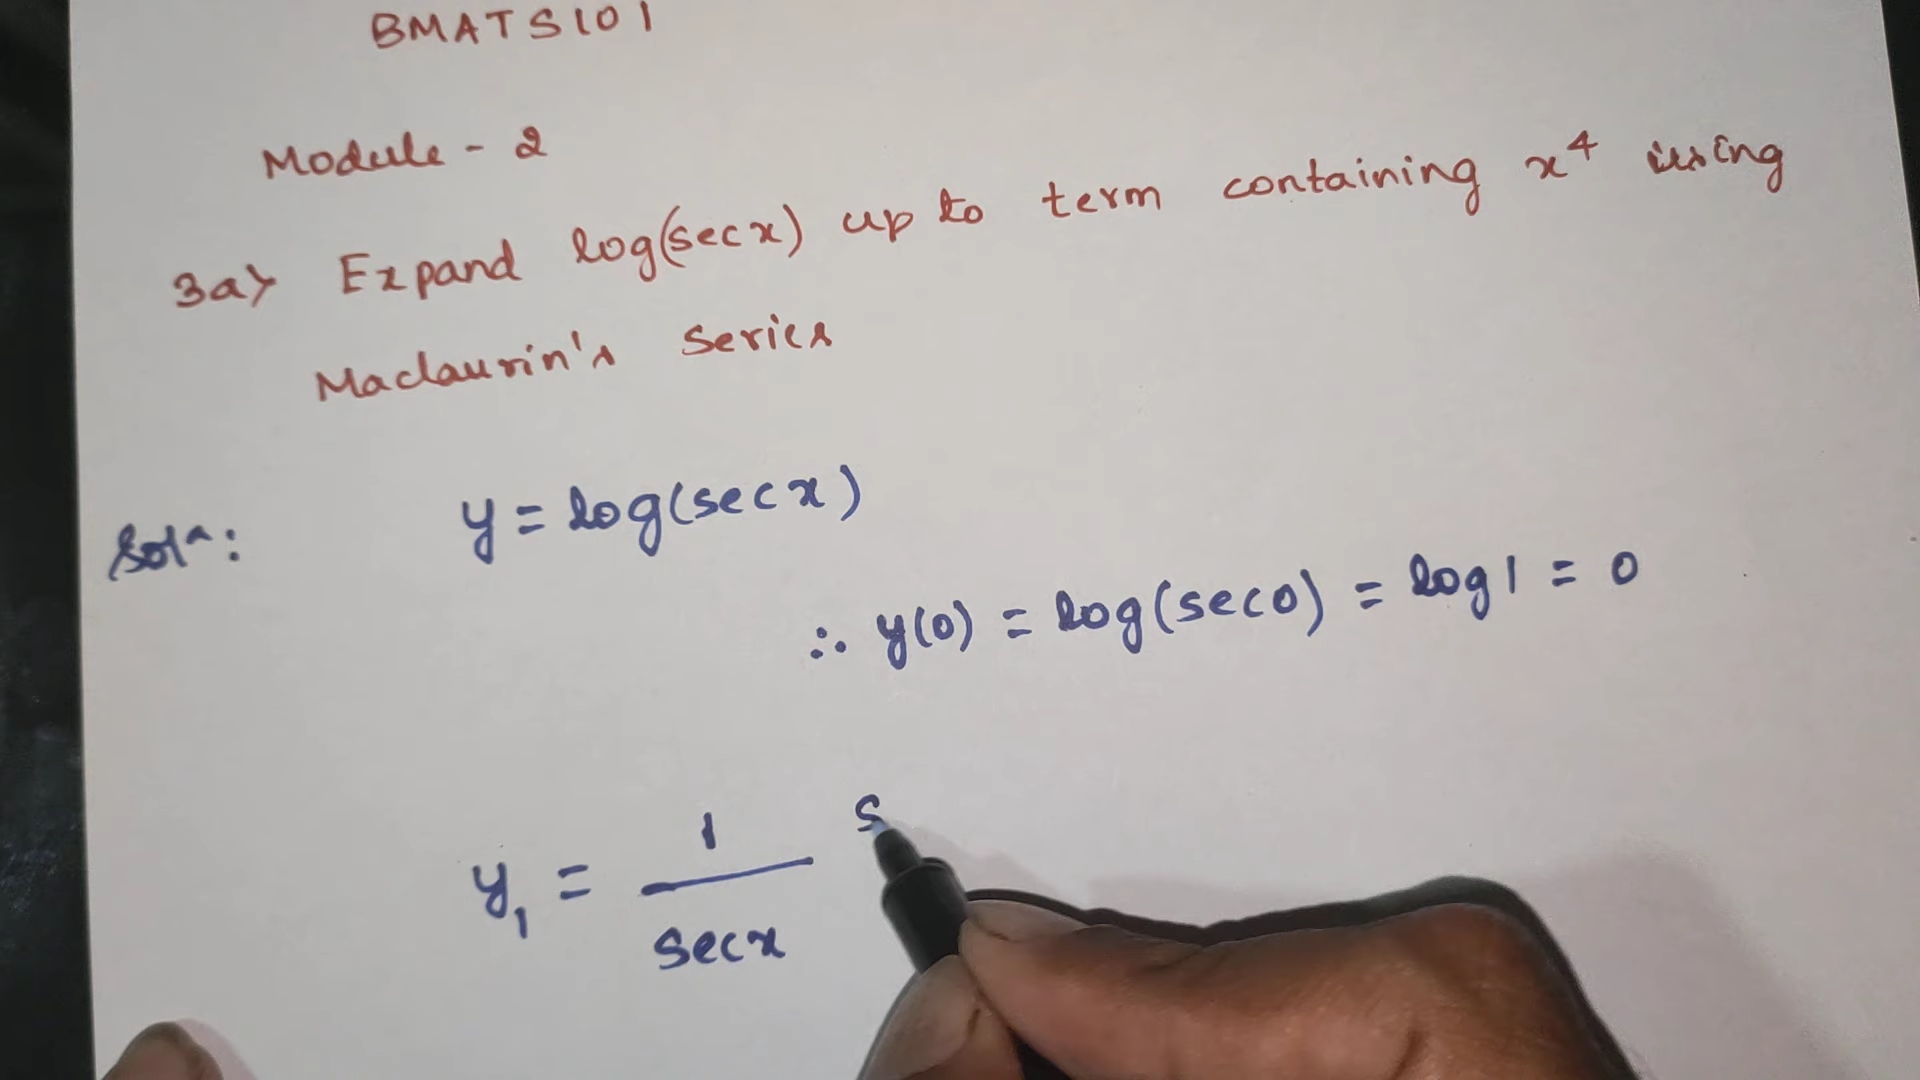 BMATS101
Module - 2
3a> Expand log(secx) up to term containing x⁴ using
Maclaurin's Series
Solⁿ: y = log(secx)
∴ y(0) = log(sec0) = log1 = 0
y₁ = 1/secx s